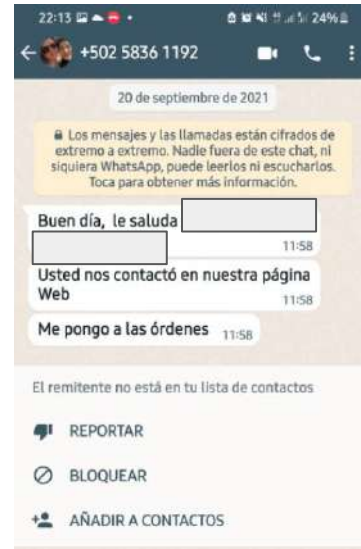 22:13 24%
+502 5836 1192
20 de septiembre de 2021
Los mensajes y las llamadas están cifrados de
extremo a extremo. Nadie fuera de este chat, ni
siquiera WhatsApp, puede leerlos ni escucharlos.
Toca para obtener más información.
Buen día, le saluda
11:58
Usted nos contactó en nuestra página
Web 11:58
Me pongo a las órdenes 11:58
El remitente no está en tu lista de contactos
REPORTAR
BLOQUEAR
AÑADIR A CONTACTOS